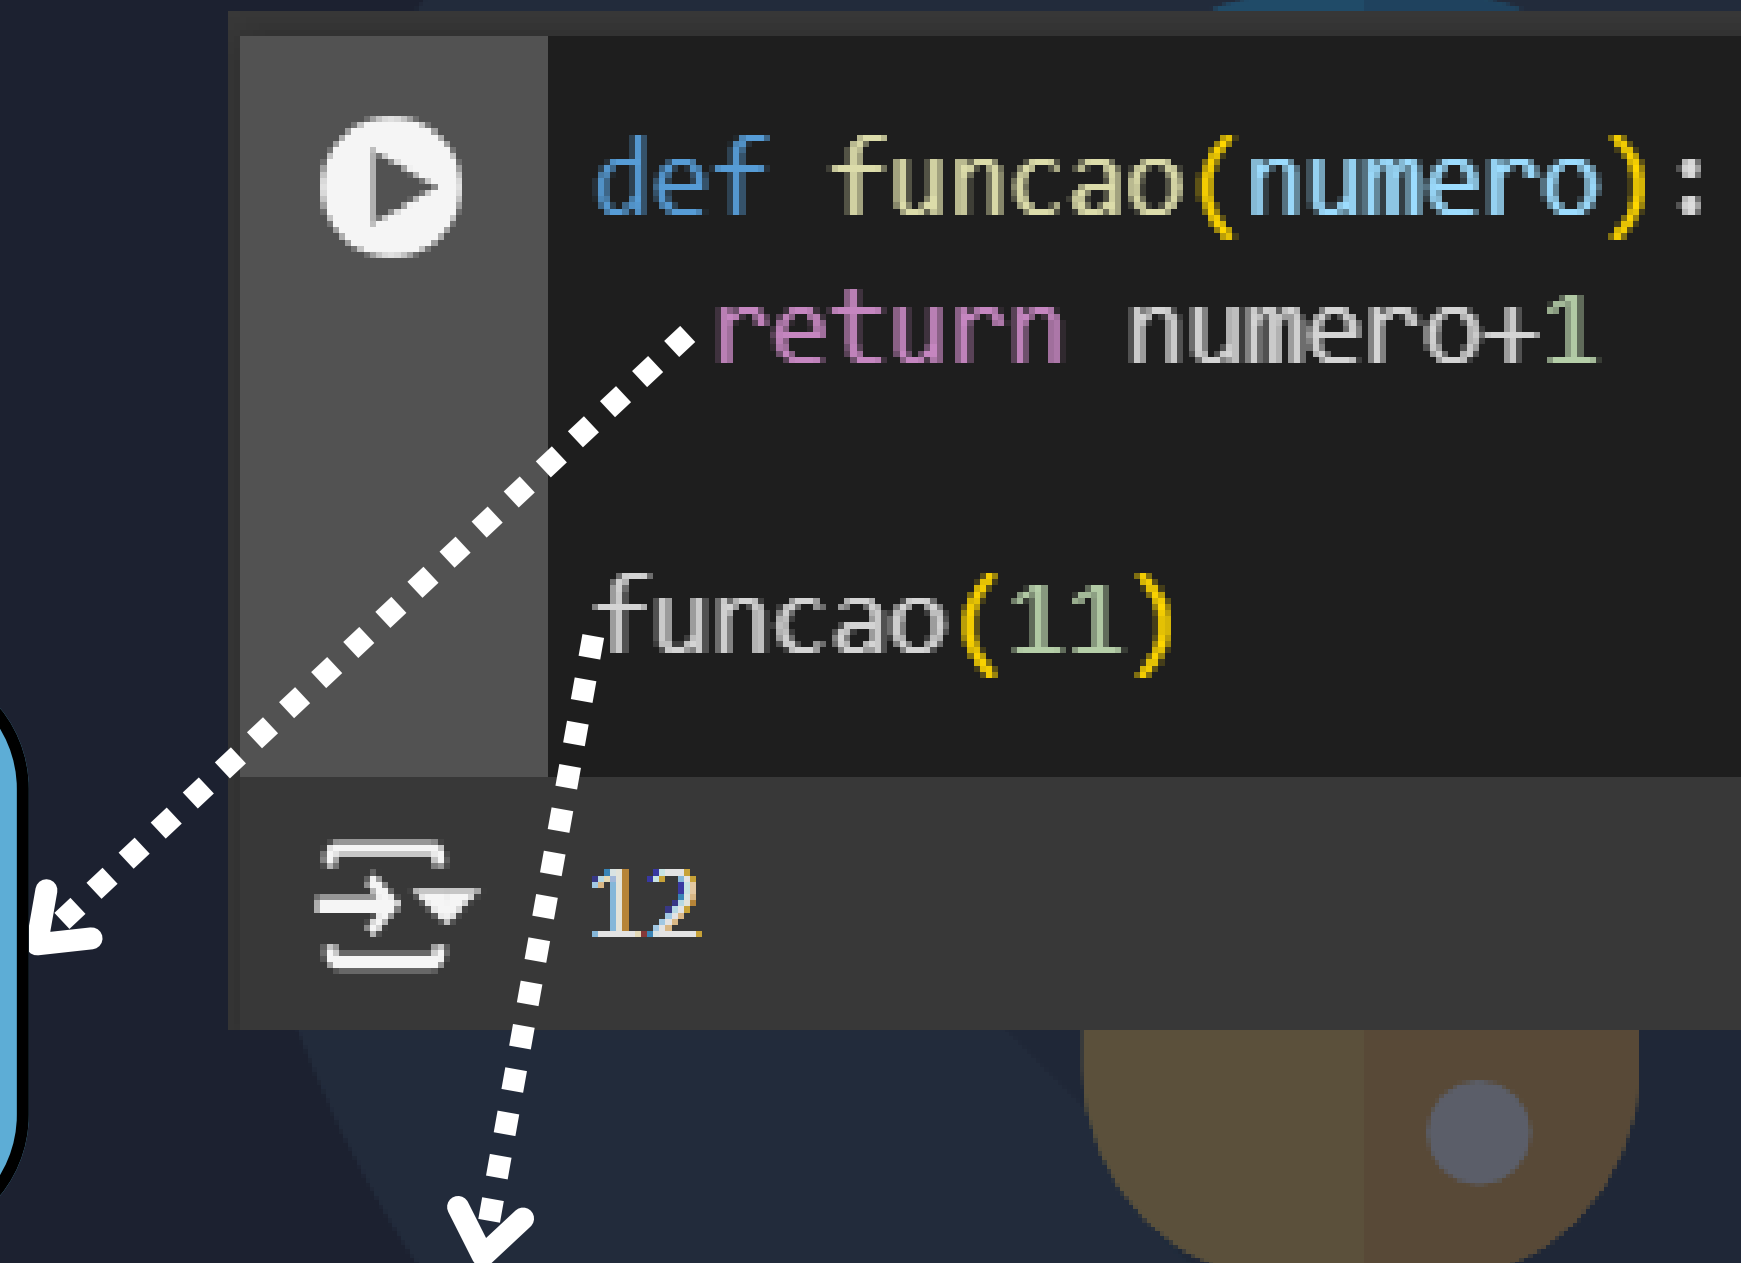 def funcao(numero):
return numero+1
funcao(11)
12